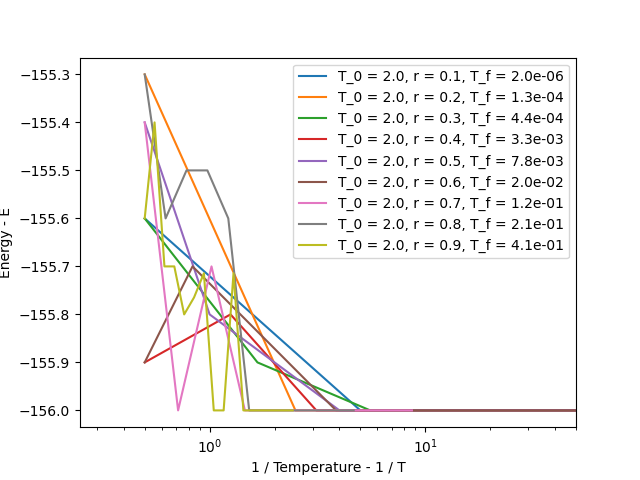 −155.3
−155.4
−155.5
−155.6
−155.7
−155.8
−155.9
−156.0
Energy - E
T_0 = 2.0, r = 0.1, T_f = 2.0e-06
T_0 = 2.0, r = 0.2, T_f = 1.3e-04
T_0 = 2.0, r = 0.3, T_f = 4.4e-04
T_0 = 2.0, r = 0.4, T_f = 3.3e-03
T_0 = 2.0, r = 0.5, T_f = 7.8e-03
T_0 = 2.0, r = 0.6, T_f = 2.0e-02
T_0 = 2.0, r = 0.7, T_f = 1.2e-01
T_0 = 2.0, r = 0.8, T_f = 2.1e-01
T_0 = 2.0, r = 0.9, T_f = 4.1e-01
10⁰ 10¹
1 / Temperature - 1 / T